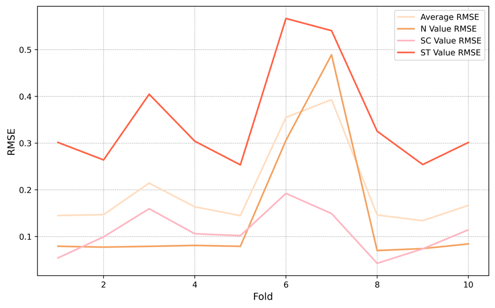 Average RMSE
N Value RMSE
SC Value RMSE
ST Value RMSE
RMSE
0.5
0.4
0.3
0.2
0.1
2
4
6
8
10
Fold